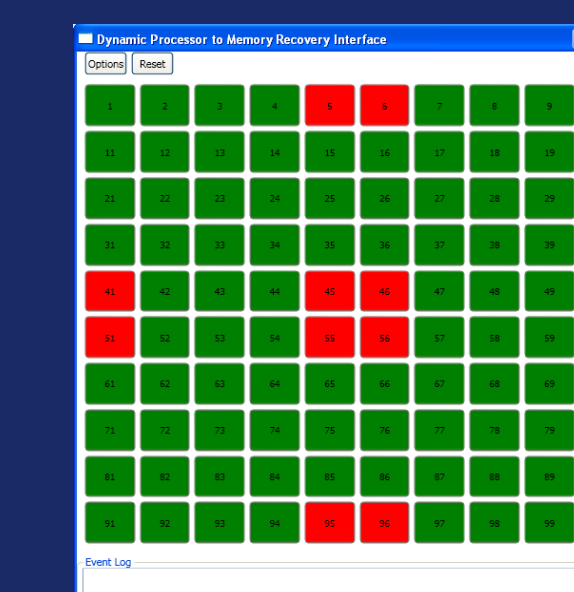 Dynamic Processor to Memory Recovery Interface
Options Reset
1 2 3 4 5 6 7 8 9
11 12 13 14 15 16 17 18 19
21 22 23 24 25 26 27 28 29
31 32 33 34 35 36 37 38 39
41 42 43 44 45 46 47 48 49
51 52 53 54 55 56 57 58 59
61 62 63 64 65 66 67 68 69
71 72 73 74 75 76 77 78 79
81 82 83 84 85 86 87 88 89
91 92 93 94 95 96 97 98 99
Event Log